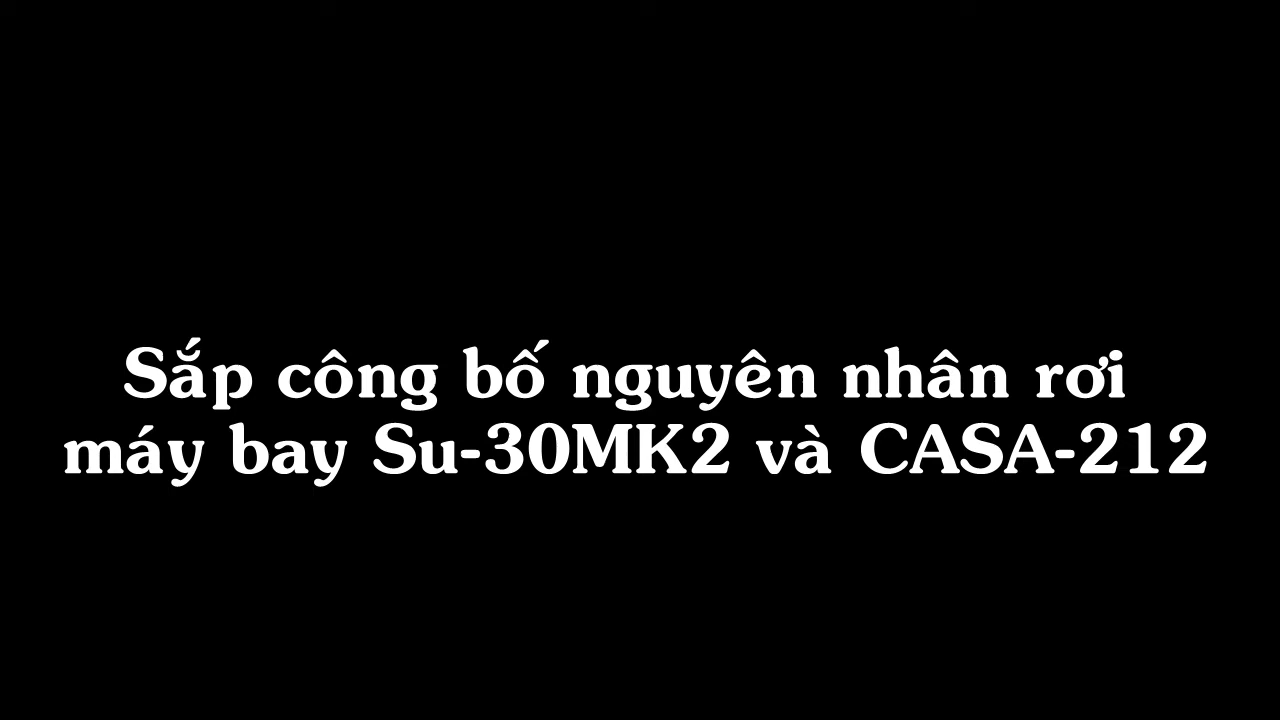 Sắp công bố nguyên nhân rơi
máy bay Su-30MK2 và CASA-212